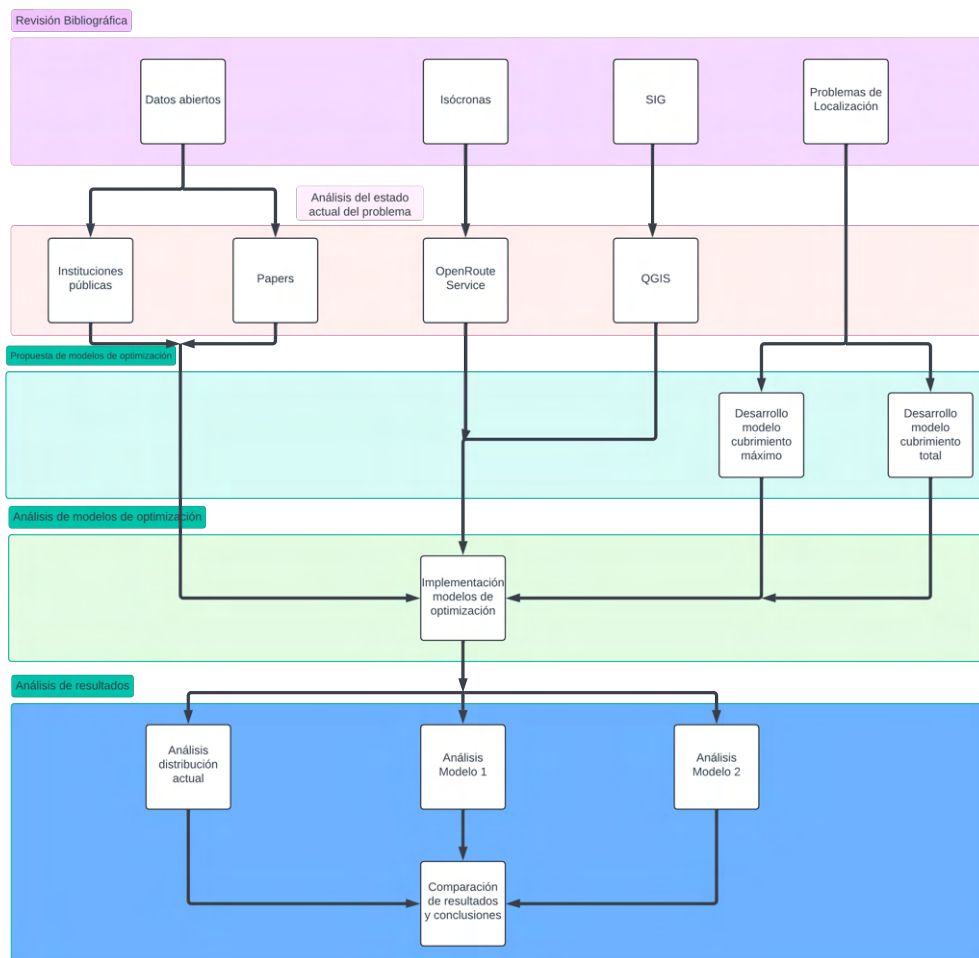 Revisión Bibliográfica
Datos abiertos
Isócronas
SIG
Problemas de
Localización
Análisis del estado
actual del problema
Instituciones
públicas
Papers
OpenRoute
Service
QGIS
Propuesta de modelos de optimización
Desarrollo
modelo
cubrimiento
máximo
Desarrollo
modelo
cubrimiento
total
Análisis de modelos de optimización
Implementación
modelos de
optimización
Análisis de resultados
Análisis
distribución
actual
Análisis
Modelo 1
Análisis
Modelo 2
Comparación
de resultados
y conclusiones